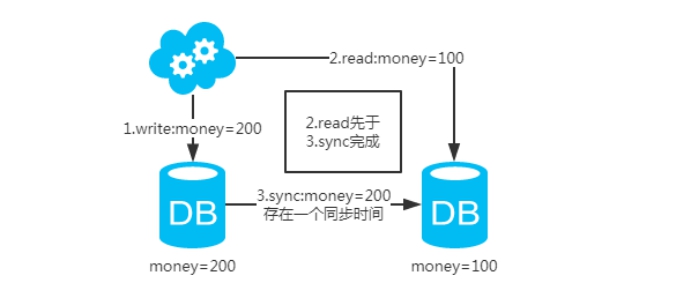 2.read:money=100
1.write:money=200
2.read先于
3.sync完成
3.sync:money=200
存在一个同步时间
DB
DB
money=200
money=100